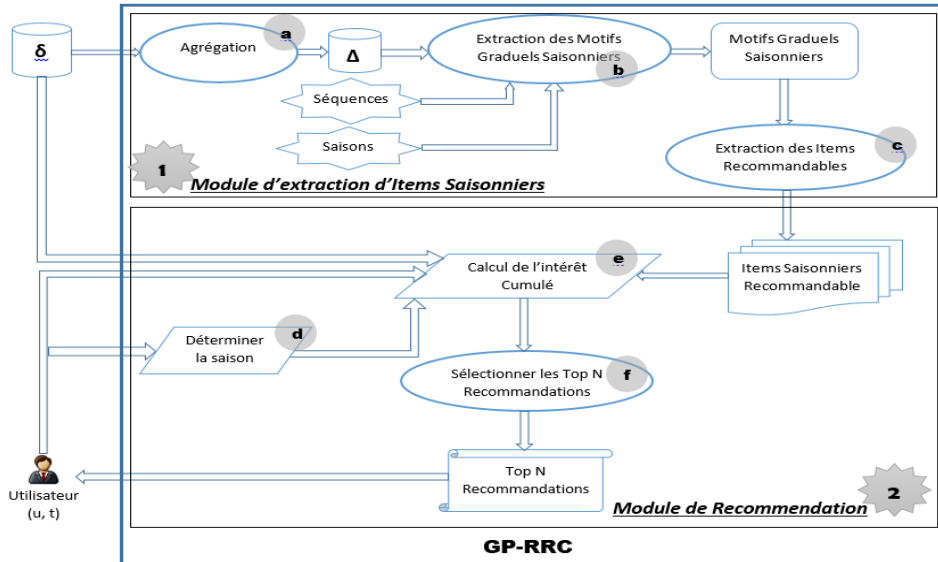 δ
Agrégation
a
Δ
Extraction des Motifs
Graduels Saisonniers
b
Motifs Graduels
Saisonniers
Séquences
Saisons
Extraction des Items
Recommandables
c
1
Module d’extraction d’Items Saisonniers
Calcul de l’intérêt
Cumulé
e
Items Saisonniers
Recommandable
Déterminer
la saison
d
Sélectionner les Top N
Recommandations
f
Top N
Recommandations
Utilisateur
(u, t)
2
Module de Recommendation
GP-RRC